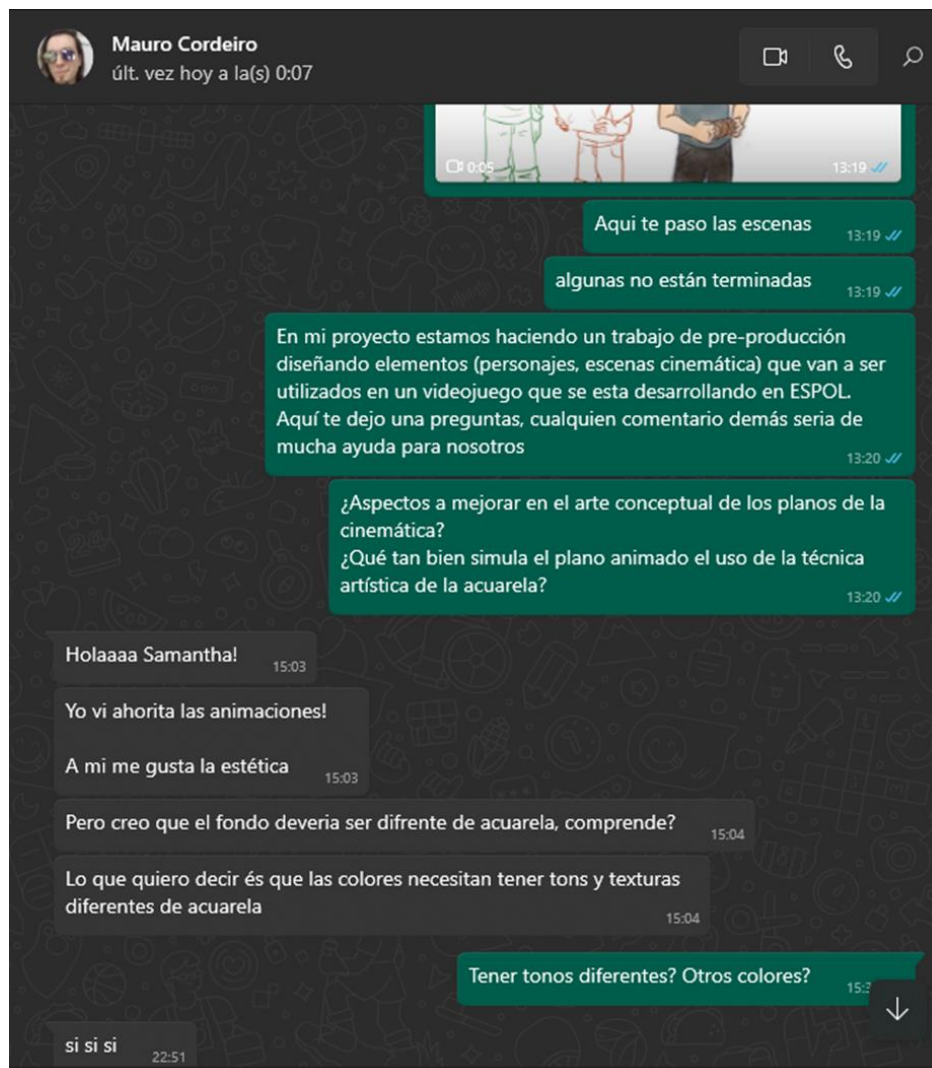 Mauro Cordeiro
últ. vez hoy a la(s) 0:07
0:05
13:19
Aqui te paso las escenas
13:19
algunas no están terminadas
13:19
En mi proyecto estamos haciendo un trabajo de pre-producción
diseñando elementos (personajes, escenas cinemática) que van a ser
utilizados en un videojuego que se esta desarrollando en ESPOL.
Aquí te dejo una preguntas, cualquien comentario demás seria de
mucha ayuda para nosotros
13:20
¿Aspectos a mejorar en el arte conceptual de los planos de la
cinemática?
¿Qué tan bien simula el plano animado el uso de la técnica
artística de la acuarela?
13:20
Holaaaa Samantha!
15:03
Yo vi ahorita las animaciones!
A mi me gusta la estética
15:03
Pero creo que el fondo deveria ser difrente de acuarela, comprende?
15:04
Lo que quiero decir és que las colores necesitan tener tons y texturas
diferentes de acuarela
15:04
Tener tonos diferentes? Otros colores?
si si si
22:51